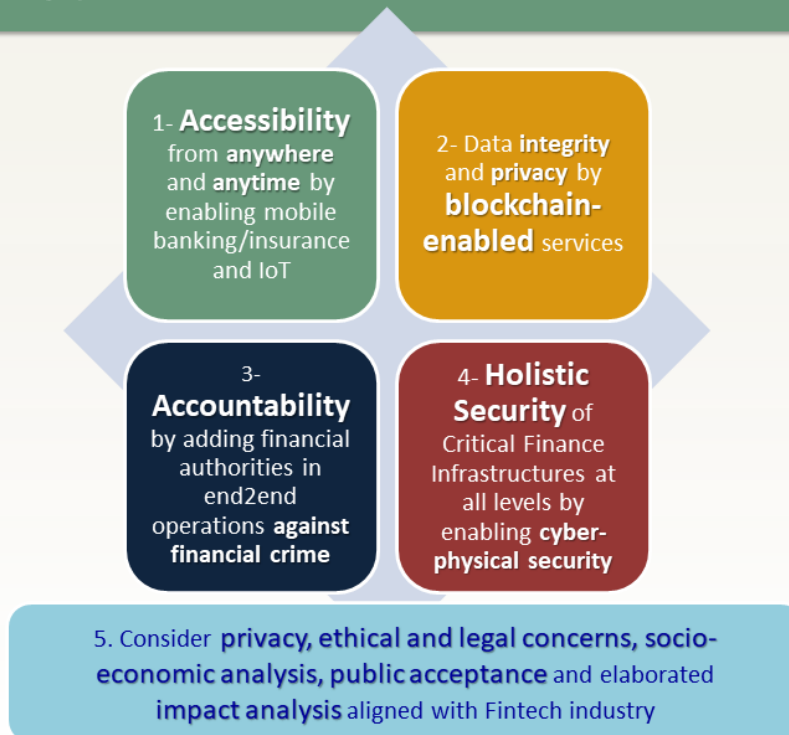 1- Accessibility
from anywhere
and anytime by
enabling mobile
banking/insurance
and IoT
2- Data integrity
and privacy by
blockchain-
enabled services
3-
Accountability
by adding financial
authorities in
end2end
operations against
financial crime
4- Holistic
Security of
Critical Finance
Infrastructures at
all levels by
enabling cyber-
physical security
5. Consider privacy, ethical and legal concerns, socio-
economic analysis, public acceptance and elaborated
impact analysis aligned with Fintech industry